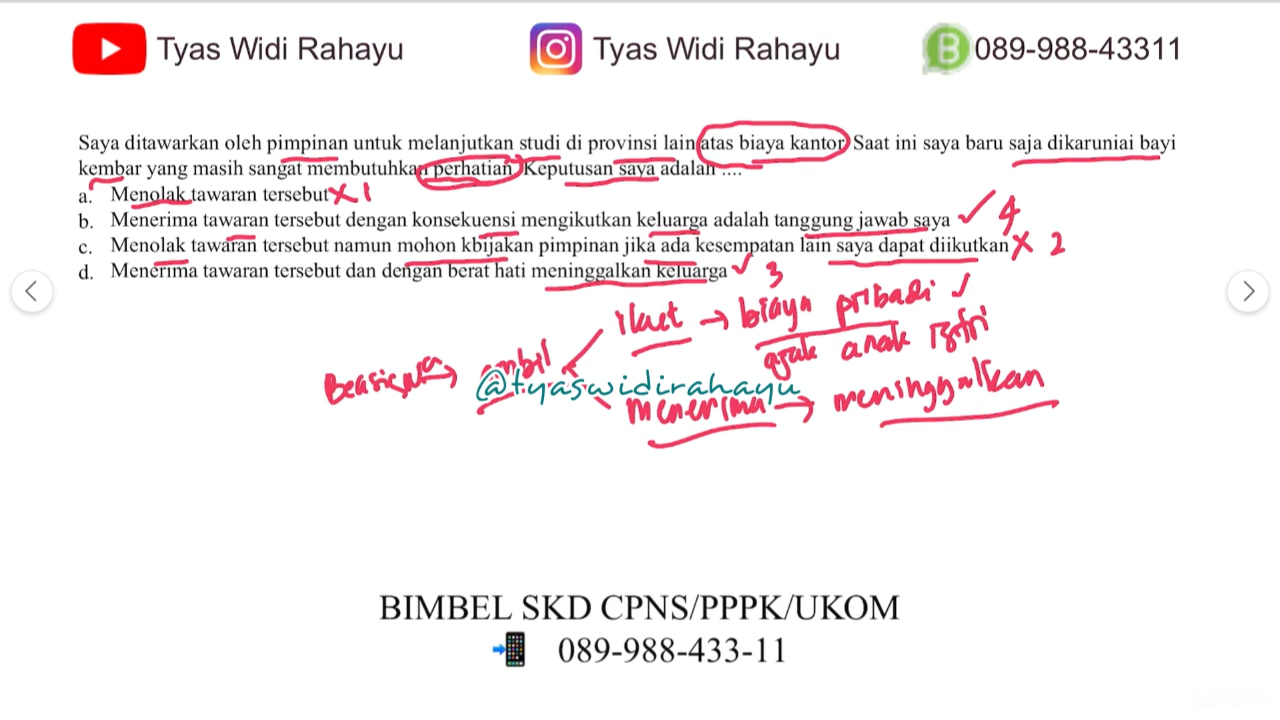 Tyas Widi Rahayu Tyas Widi Rahayu 089-988-43311
Saya ditawarkan oleh pimpinan untuk melanjutkan studi di provinsi lain atas biaya kantor Saat ini saya baru saja dikaruniai bayi
kembar yang masih sangat membutuhkan perhatian Keputusan saya adalah ....
a. Menolak tawaran tersebut x 1
b. Menerima tawaran tersebut dengan konsekuensi mengikutkan keluarga adalah tanggung jawab saya ✓ 4
c. Menolak tawaran tersebut namun mohon kbijakan pimpinan jika ada kesempatan lain saya dapat diikutkan x 2
d. Menerima tawaran tersebut dan dengan berat hati meninggalkan keluarga ✓ 3
ikut → biaya pribadi ✓
ajak anak istri
→ ambil
@tyaswidirahayu
menerima → meninggalkan
BIMBEL SKD CPNS/PPPK/UKOM
089-988-433-11